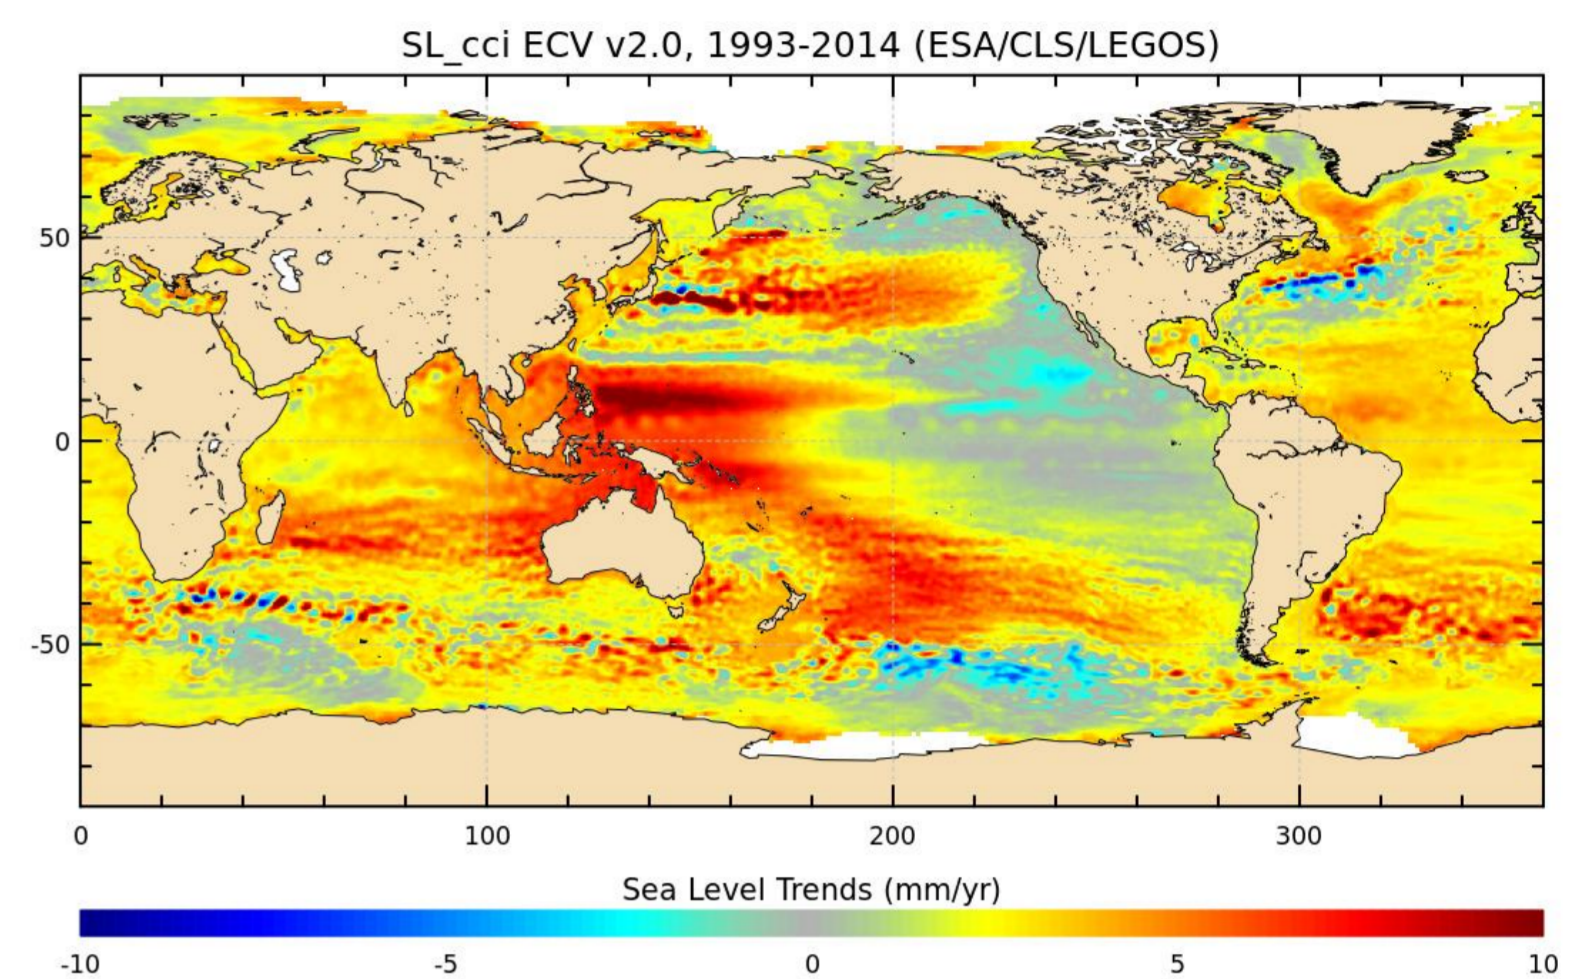 SL_cci ECV v2.0, 1993-2014 (ESA/CLS/LEGOS)
50
0
-50
0 100 200 300
Sea Level Trends (mm/yr)
-10 -5 0 5 10